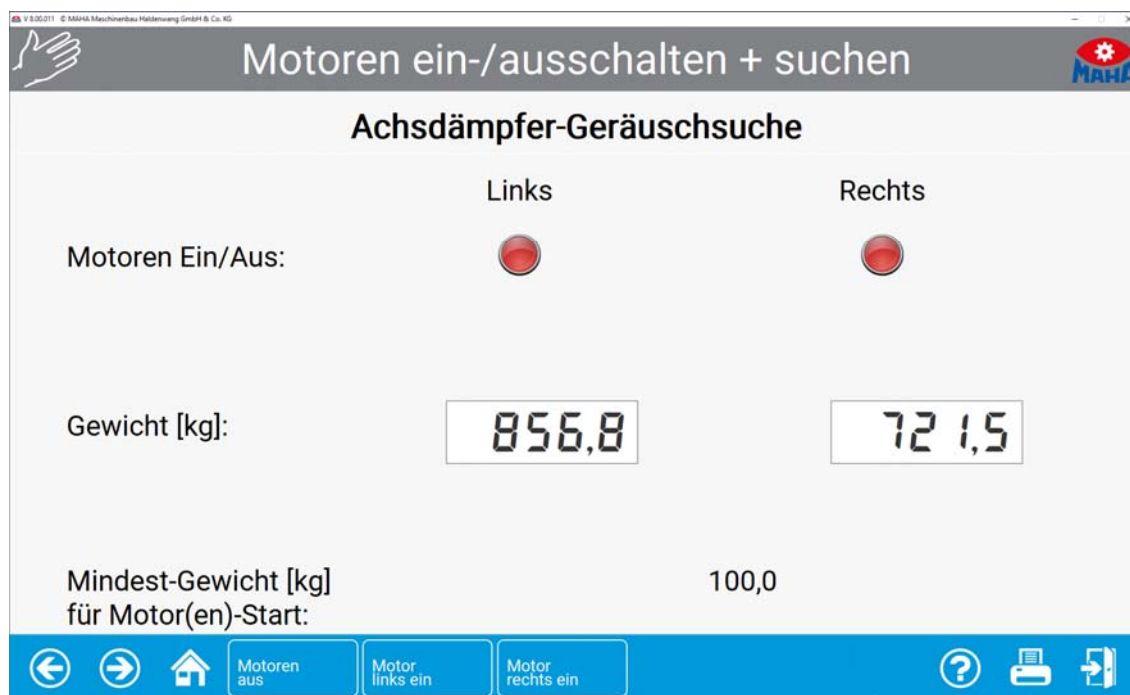 V 8.00.011 © MAHA Maschinenbau Haldenwang GmbH & Co. KG
Motoren ein-/ausschalten + suchen
MAHA
Achsdämpfer-Geräuschsuche
Links Rechts
Motoren Ein/Aus:
Gewicht [kg]: 856,8 721,5
Mindest-Gewicht [kg] 100,0
für Motor(en)-Start:
Motoren
aus
Motor
links ein
Motor
rechts ein
?